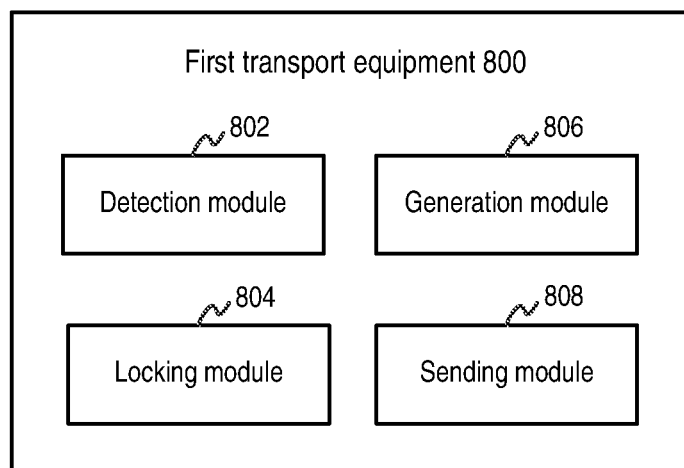 First transport equipment 800
802
806
Detection module
Generation module
804
808
Locking module
Sending module